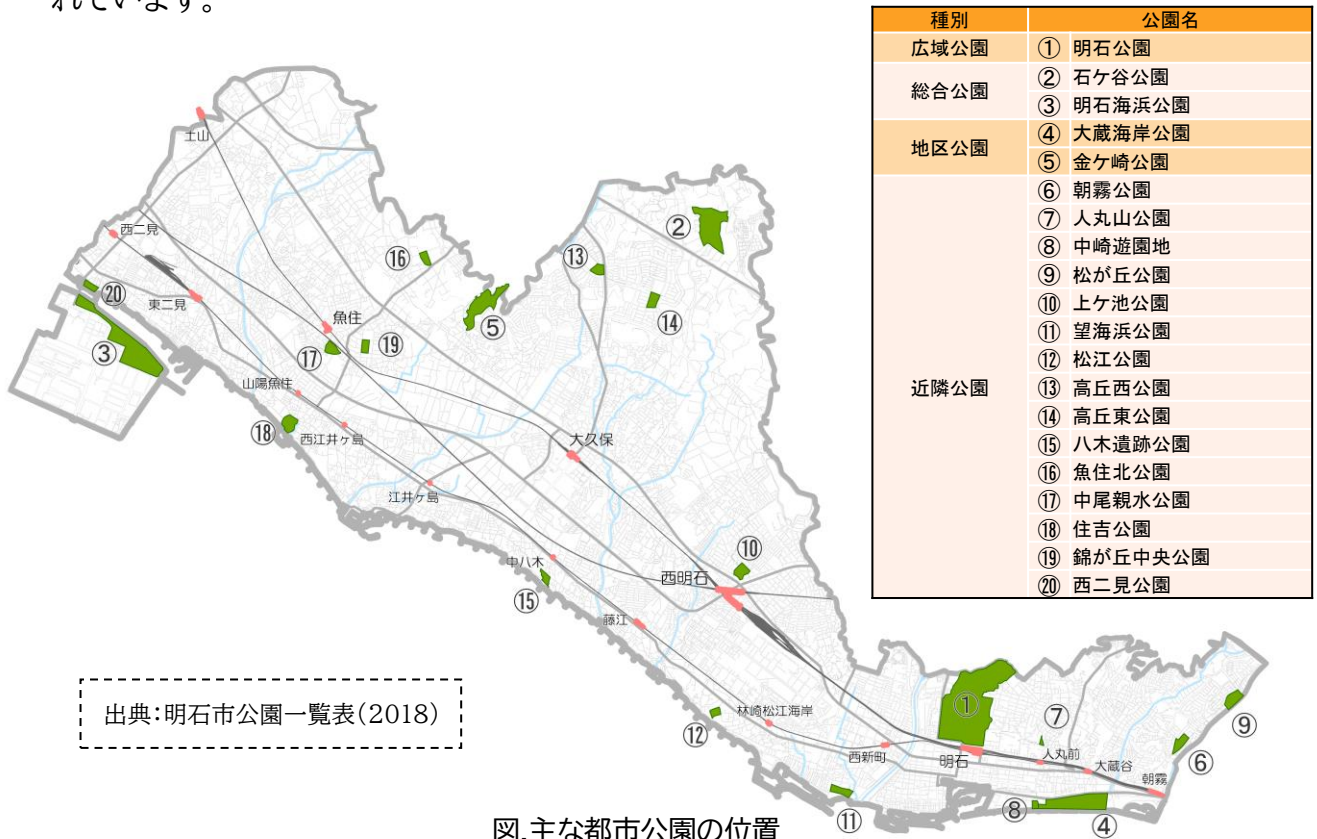 れています。
種別 公園名
広域公園 ① 明石公園
総合公園 ② 石ケ谷公園
③ 明石海浜公園
地区公園 ④ 大蔵海岸公園
⑤ 金ケ崎公園
近隣公園 ⑥ 朝霧公園
⑦ 人丸山公園
⑧ 中崎遊園地
⑨ 松が丘公園
⑩ 上ケ池公園
⑪ 望海浜公園
⑫ 松江公園
⑬ 高丘西公園
⑭ 高丘東公園
⑮ 八木遺跡公園
⑯ 魚住北公園
⑰ 中尾親水公園
⑱ 住吉公園
⑲ 錦が丘中央公園
⑳ 西二見公園
土山
西二見
東二見
⑳
③
⑯
⑤
②
⑬
⑭
魚住
⑰
⑲
山陽魚住
⑱
西江井ヶ島
江井ヶ島
大久保
中八木
⑮
西明石
⑩
藤江
⑫
林崎松江海岸
西新町
⑪
①
明石
⑦
人丸前
大蔵谷
朝霧
⑥
⑨
⑧
④
出典:明石市公園一覧表(2018)
図.主な都市公園の位置